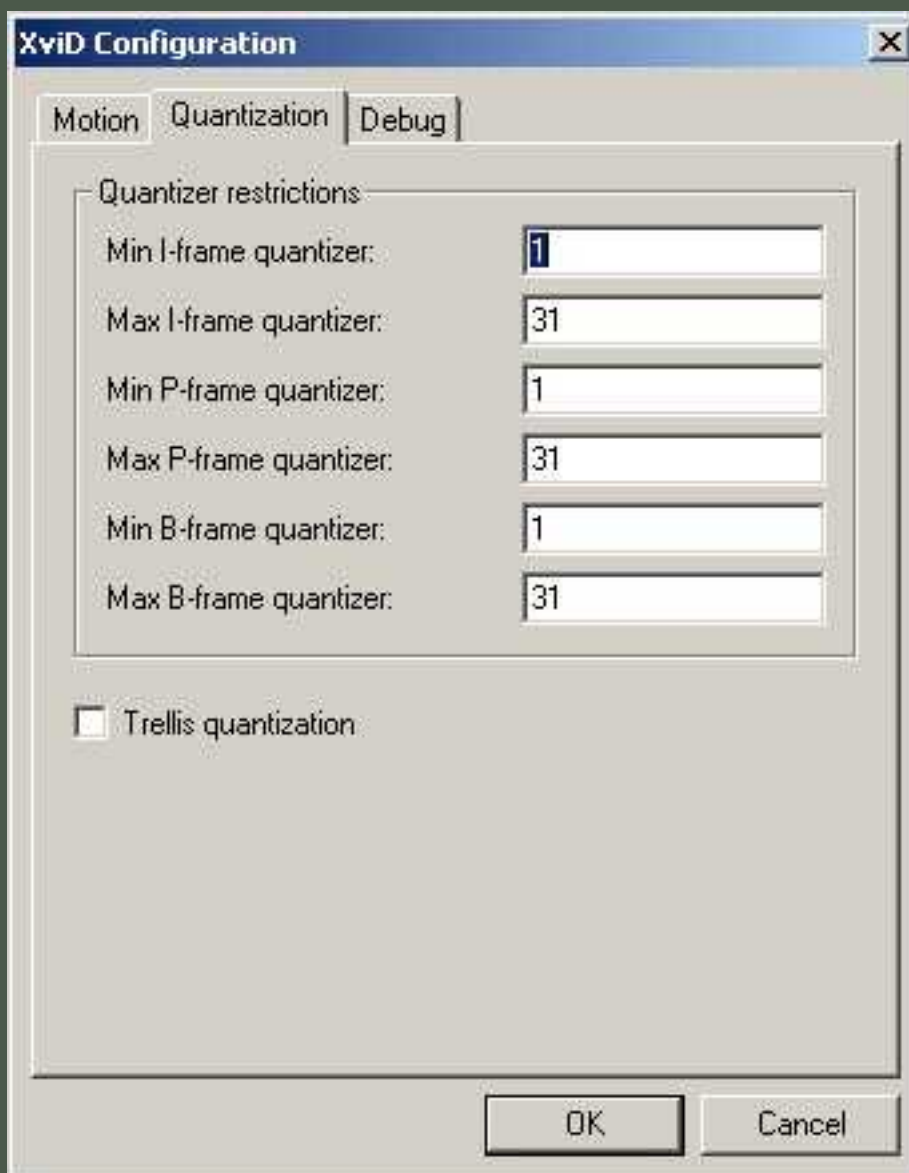 XviD Configuration
Motion Quantization Debug
Quantizer restrictions
Min I-frame quantizer: 1
Max I-frame quantizer: 31
Min P-frame quantizer: 1
Max P-frame quantizer: 31
Min B-frame quantizer: 1
Max B-frame quantizer: 31
Trellis quantization
OK Cancel